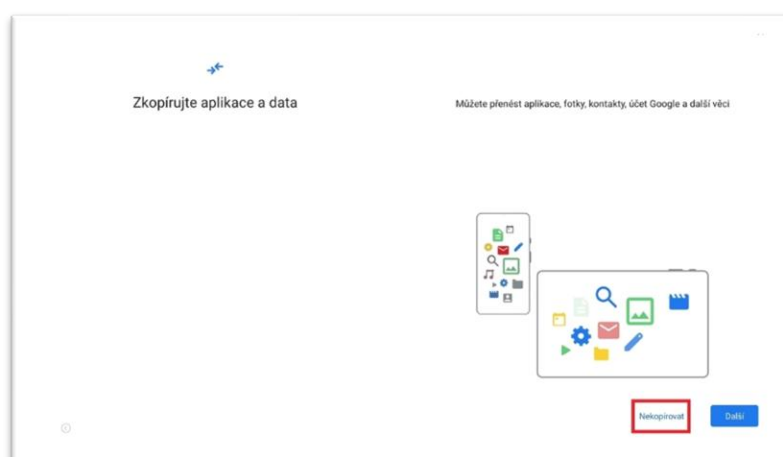 Zkopírujte aplikace a data
Můžete přenést aplikace, fotky, kontakty, účet Google a další věci
Nekopírovat
Další